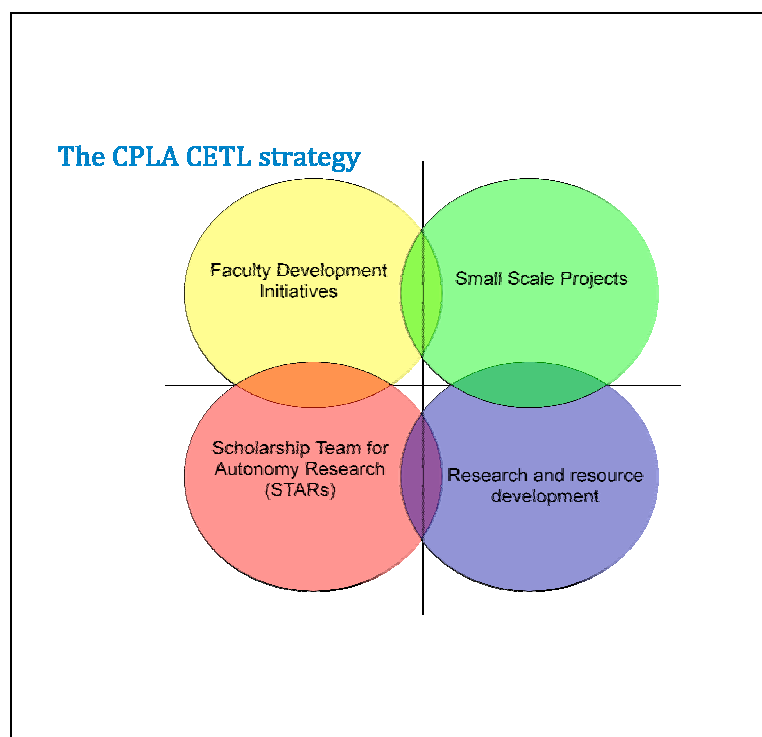 The CPLA CETL strategy
Faculty Development
Initiatives
Small Scale Projects
Scholarship Team for
Autonomy Research
(STARs)
Research and resource
development